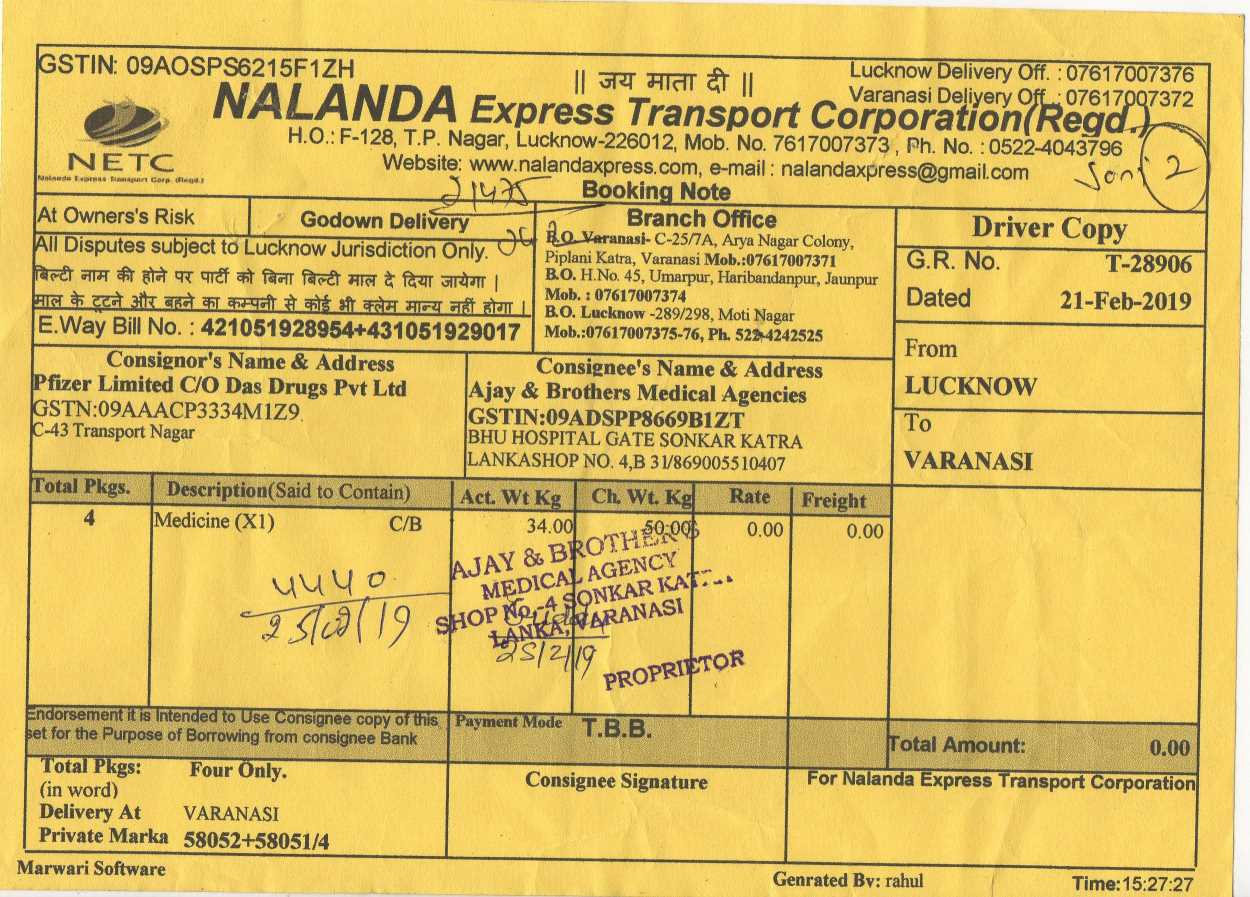 GSTIN: 09AOSPS6215F1ZH
|| जय माता दी ||
Lucknow Delivery Off. : 07617007376
Varanasi Delivery Off. : 07617007372
NALANDA Express Transport Corporation(Regd.)
NETC
Nalanda Express Transport Corp. (Regd.)
H.O.: F-128, T.P. Nagar, Lucknow-226012, Mob. No. 7617007373 , Ph. No. : 0522-4043796
Website: www.nalandaxpress.com, e-mail : nalandaxpress@gmail.com
Soni 2
21475
Booking Note
At Owners's Risk
Godown Delivery
All Disputes subject to Lucknow Jurisdiction Only.
बिल्टी नाम की होने पर पार्टी को बिना बिल्टी माल दे दिया जायेगा |
माल के टूटने और बहने का कम्पनी से कोई भी क्लेम मान्य नहीं होगा |
E.Way Bill No. : 421051928954+431051929017
Branch Office
B.O. Varanasi- C-25/7A, Arya Nagar Colony,
Piplani Katra, Varanasi Mob.:07617007371
B.O. H.No. 45, Umarpur, Haribandanpur, Jaunpur
Mob. : 07617007374
B.O. Lucknow -289/298, Moti Nagar
Mob.:07617007375-76, Ph. 522-4242525
Driver Copy
G.R. No. T-28906
Dated 21-Feb-2019
From
LUCKNOW
To
VARANASI
Consignor's Name & Address
Pfizer Limited C/O Das Drugs Pvt Ltd
GSTN:09AAACP3334M1Z9.
C-43 Transport Nagar
Consignee's Name & Address
Ajay & Brothers Medical Agencies
GSTIN:09ADSPP8669B1ZT
BHU HOSPITAL GATE SONKAR KATRA
LANKASHOP NO. 4,B 31/869005510407
Total Pkgs. Description(Said to Contain) Act. Wt Kg Ch. Wt. Kg Rate Freight
4 Medicine (X1) C/B 34.00 50.00 0.00 0.00
4440
25/02/19
AJAY & BROTHERS
MEDICAL AGENCY
SHOP No,-4 SONKAR KATRA
LANKA, VARANASI
25/2/19
PROPRIETOR
Endorsement it is Intended to Use Consignee copy of this
set for the Purpose of Borrowing from consignee Bank
Payment Mode T.B.B.
Total Amount: 0.00
Total Pkgs: Four Only.
(in word)
Delivery At VARANASI
Private Marka 58052+58051/4
Consignee Signature
For Nalanda Express Transport Corporation
Marwari Software
Genrated By: rahul
Time:15:27:27